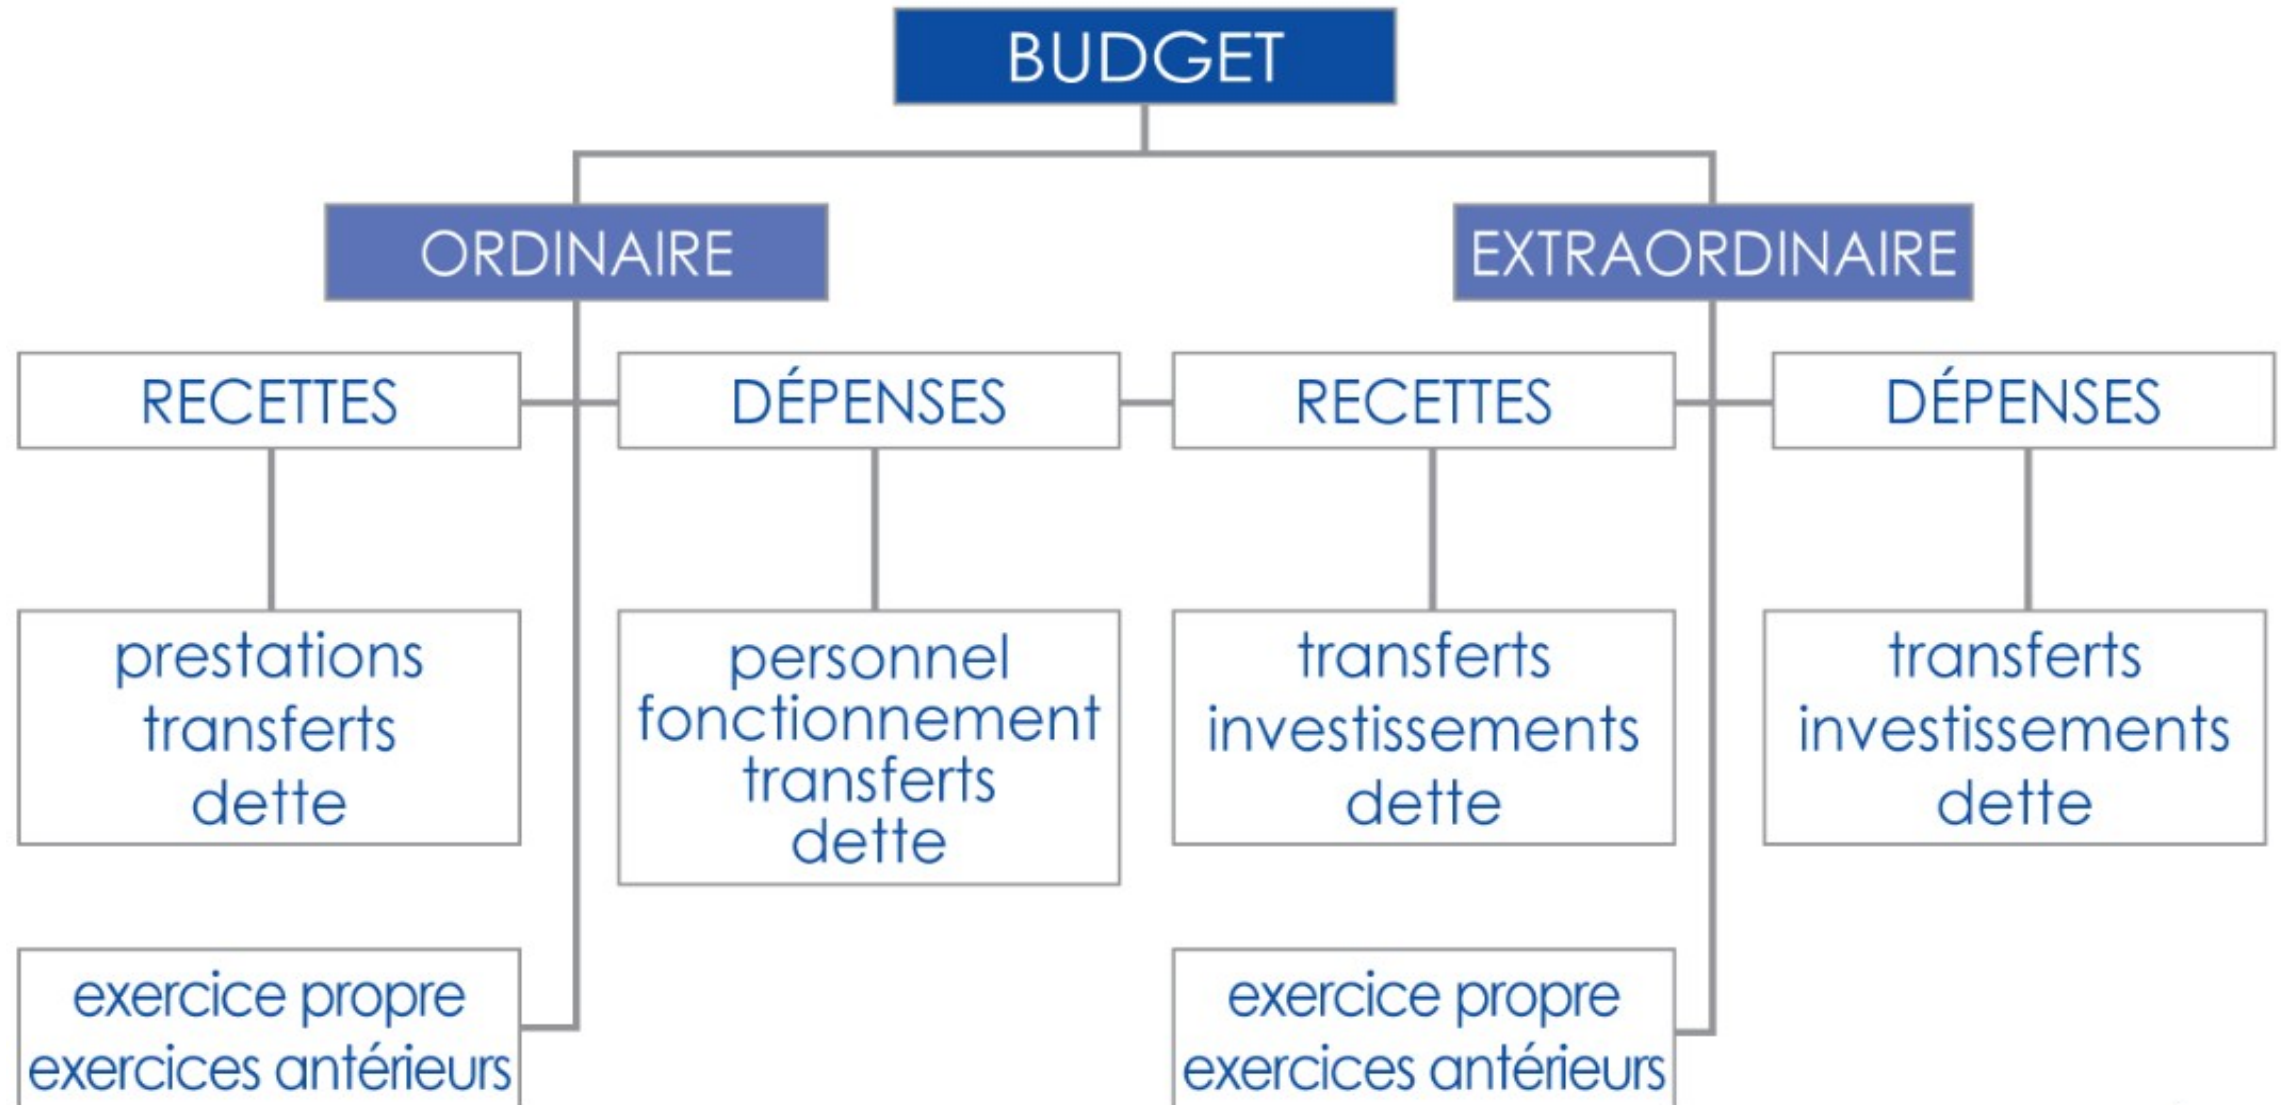 BUDGET
ORDINAIRE
EXTRAORDINAIRE
RECETTES
DÉPENSES
RECETTES
DÉPENSES
prestations
transferts
dette
personnel
fonctionnement
transferts
dette
transferts
investissements
dette
transferts
investissements
dette
exercice propre
exercices antérieurs
exercice propre
exercices antérieurs